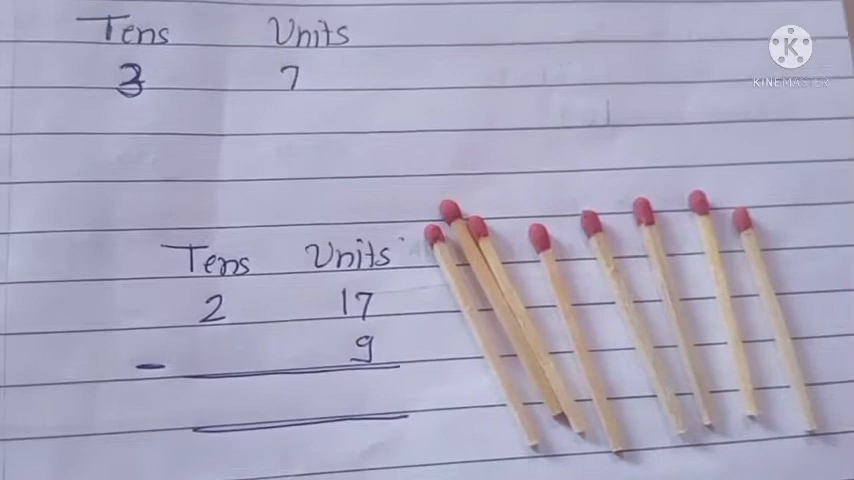 Tens Units
3 7
K
KINEMASTER
Tens Units
2 17
- 9